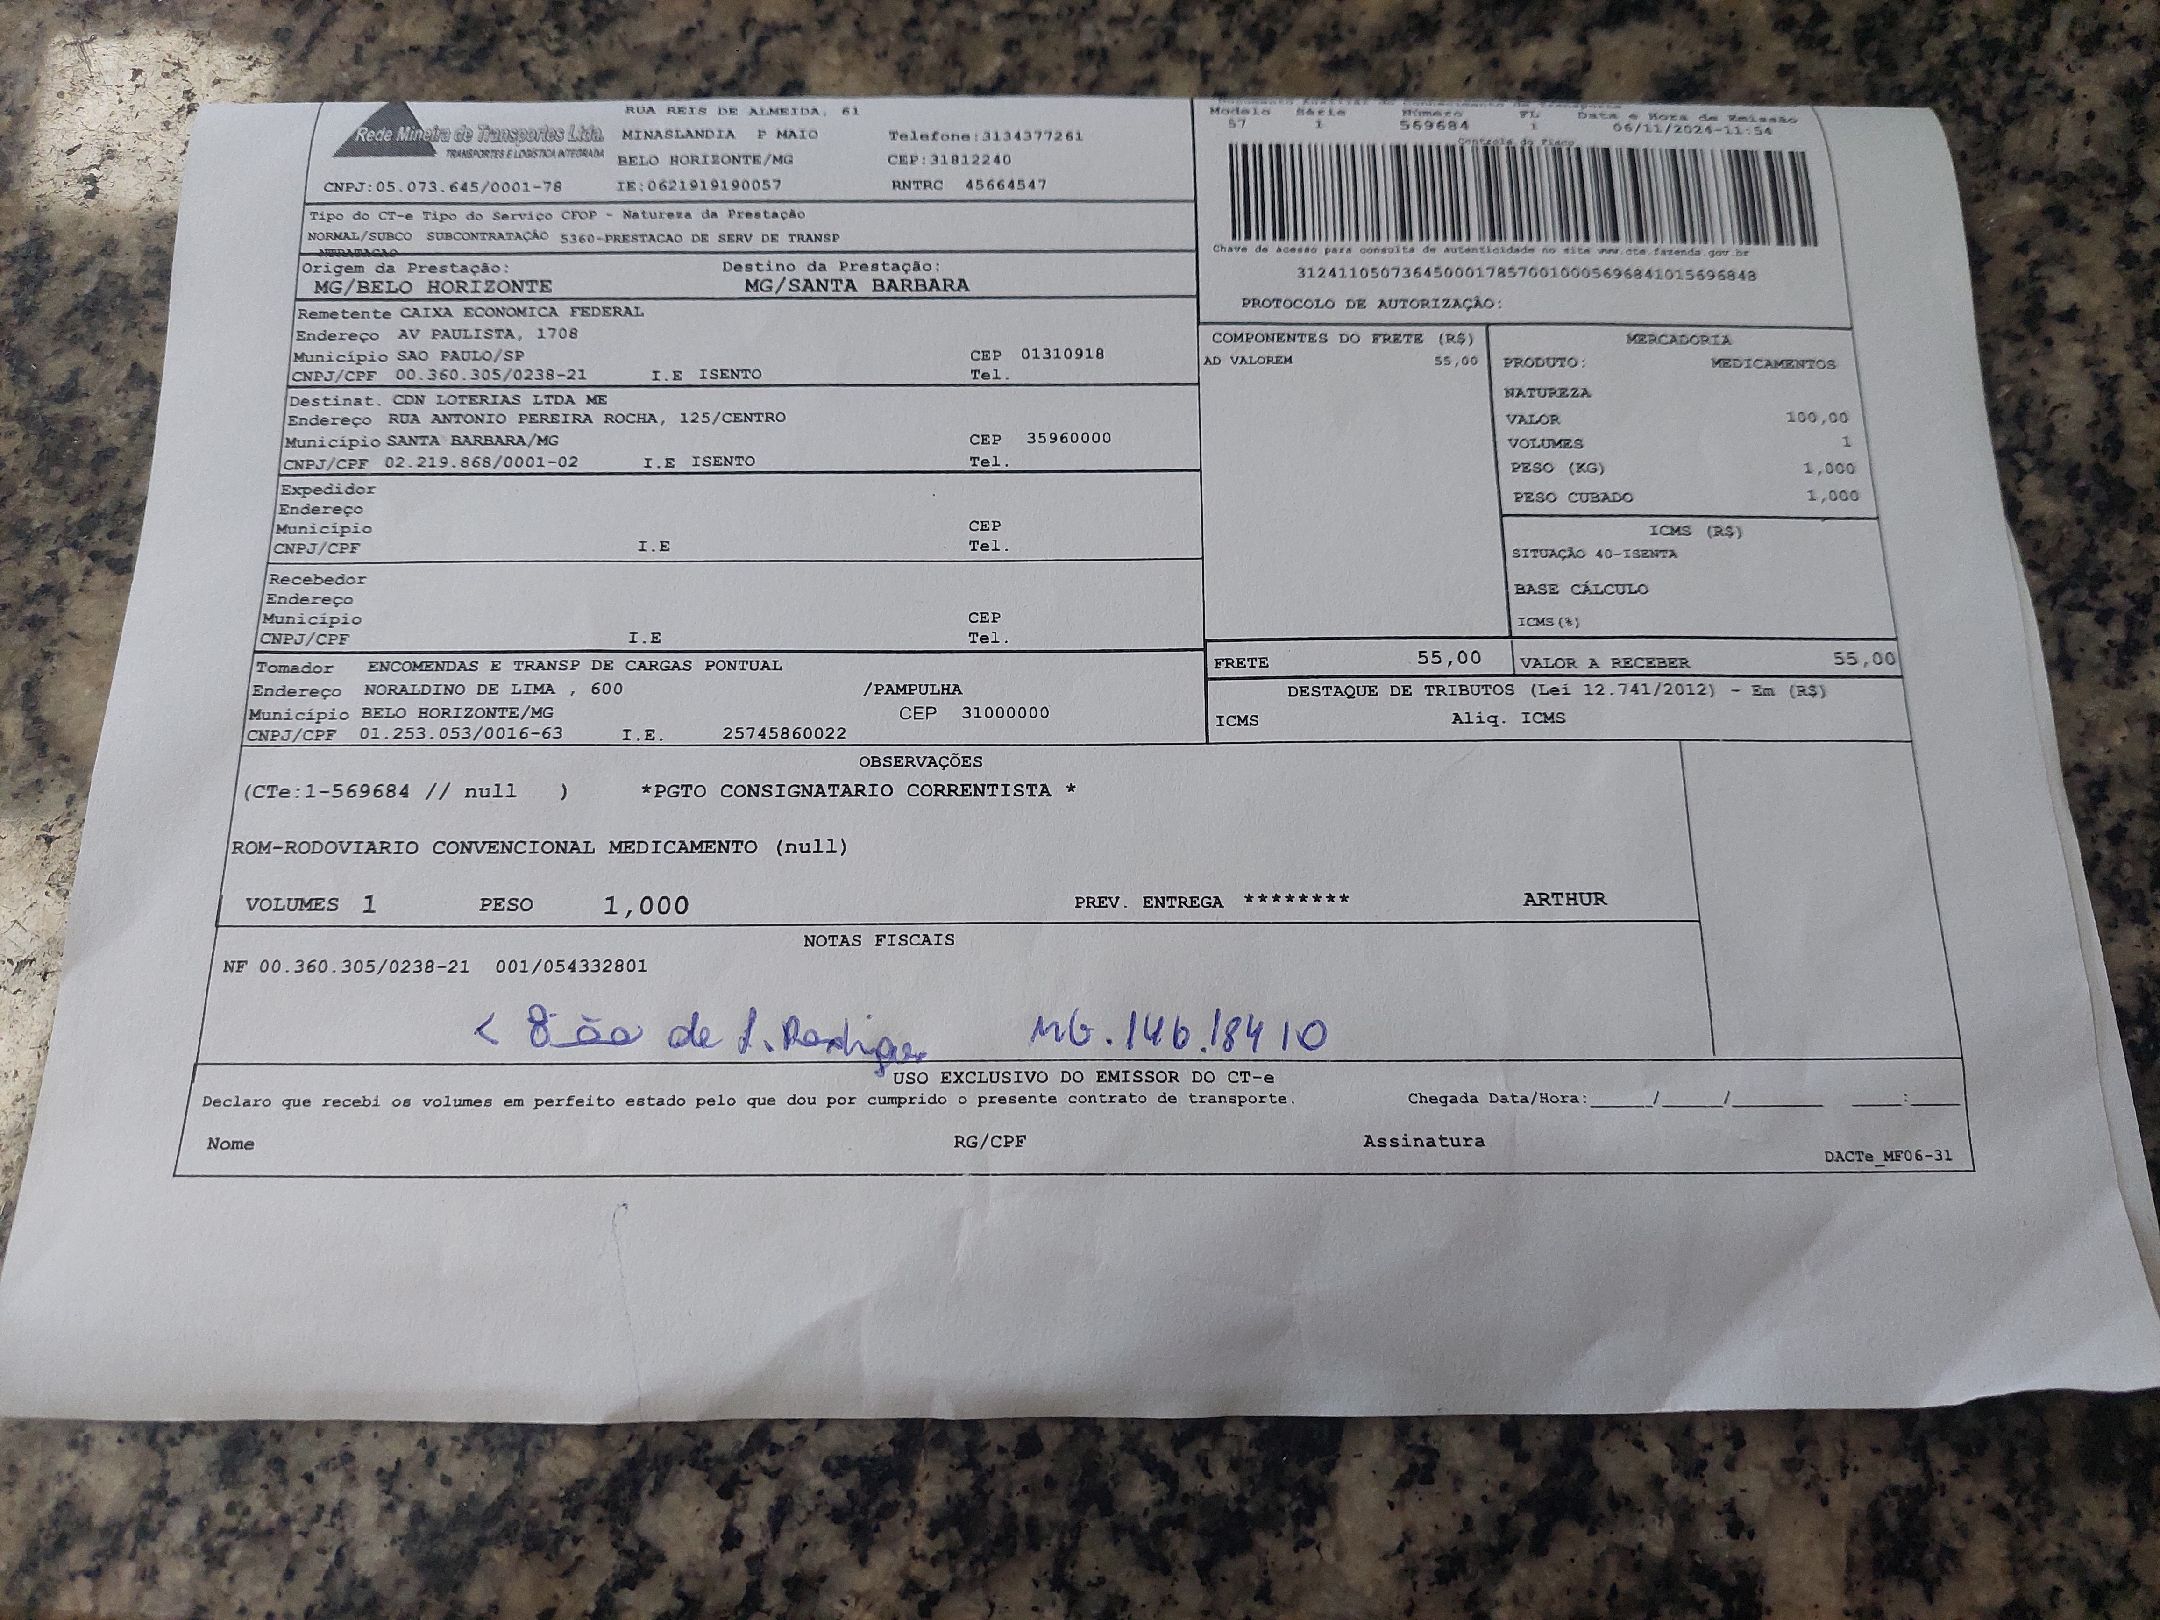 Rede Mineira de Transportes Ltda.
TRANSPORTES E LOGÍSTICA INTEGRADA
RUA REIS DE ALMEIDA, 61
MINASLANDIA P MAIO Telefone:3134377261
BELO HORIZONTE/MG CEP:31812240
CNPJ:05.073.645/0001-78 IE:0621919190057 RNTRC 45664547
Modelo Série Número FL Data e Hora de Emissão
57 1 569684 1 06/11/2024-11:54
Controle do Fisco
Chave de Acesso para consulta de autenticidade no site www.cte.fazenda.gov.br
31241105073645000178570010005696841015696848
PROTOCOLO DE AUTORIZAÇÃO:
Tipo do CT-e Tipo do Serviço CFOP - Natureza da Prestação
NORMAL/SUBCO SUBCONTRATAÇÃO 5360-PRESTACAO DE SERV DE TRANSP
NTRATACAO
Origem da Prestação: Destino da Prestação:
MG/BELO HORIZONTE MG/SANTA BARBARA
Remetente CAIXA ECONOMICA FEDERAL
Endereço AV PAULISTA, 1708
Município SAO PAULO/SP CEP 01310918
CNPJ/CPF 00.360.305/0238-21 I.E ISENTO Tel.
Destinat. CDN LOTERIAS LTDA ME
Endereço RUA ANTONIO PEREIRA ROCHA, 125/CENTRO
Município SANTA BARBARA/MG CEP 35960000
CNPJ/CPF 02.219.868/0001-02 I.E ISENTO Tel.
Expedidor
Endereço
Município CEP
CNPJ/CPF I.E Tel.
Recebedor
Endereço
Município CEP
CNPJ/CPF I.E Tel.
Tomador ENCOMENDAS E TRANSP DE CARGAS PONTUAL
Endereço NORALDINO DE LIMA , 600 /PAMPULHA
Município BELO HORIZONTE/MG CEP 31000000
CNPJ/CPF 01.253.053/0016-63 I.E. 25745860022
COMPONENTES DO FRETE (R$)
AD VALOREM 55,00
MERCADORIA
PRODUTO: MEDICAMENTOS
NATUREZA
VALOR 100,00
VOLUMES 1
PESO (KG) 1,000
PESO CUBADO 1,000
ICMS (R$)
SITUAÇÃO 40-ISENTA
BASE CÁLCULO
ICMS(%)
FRETE 55,00 VALOR A RECEBER 55,00
DESTAQUE DE TRIBUTOS (Lei 12.741/2012) - Em (R$)
ICMS Aliq. ICMS
OBSERVAÇÕES
(CTe:1-569684 // null ) *PGTO CONSIGNATARIO CORRENTISTA *
ROM-RODOVIARIO CONVENCIONAL MEDICAMENTO (null)
VOLUMES 1 PESO 1,000 PREV. ENTREGA ******** ARTHUR
NOTAS FISCAIS
NF 00.360.305/0238-21 001/054332801
de MG.146.18410
USO EXCLUSIVO DO EMISSOR DO CT-e
Declaro que recebi os volumes em perfeito estado pelo que dou por cumprido o presente contrato de transporte. Chegada Data/Hora:_____/_____/________ ____:____
Nome RG/CPF Assinatura
DACTe_MF06-31